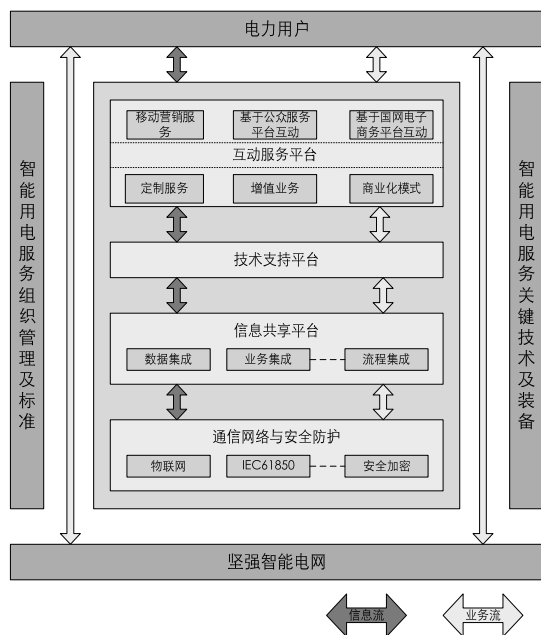 电力用户
智能用电服务组织管理及标准
移动营销服
务
基于公众服务
平台互动
基于国网电子
商务平台互动
互动服务平台
定制服务
增值业务
商业化模式
技术支持平台
信息共享平台
数据集成
业务集成
流程集成
通信网络与安全防护
物联网
IEC61850
安全加密
智能用电服务关键技术及装备
坚强智能电网
信息流
业务流